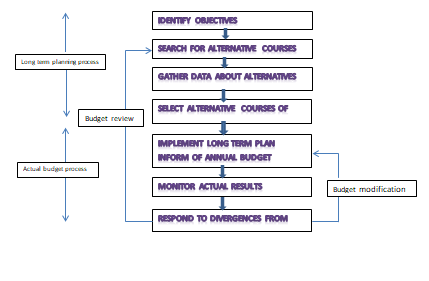 IDENTIFY OBJECTIVES
SEARCH FOR ALTERNATIVE COURSES
Long term planning process
GATHER DATA ABOUT ALTERNATIVES
SELECT ALTERNATIVE COURSES OF
Budget review
IMPLEMENT LONG TERM PLAN
INFORM OF ANNUAL BUDGET
Actual budget process
MONITOR ACTUAL RESULTS
Budget modification
RESPOND TO DIVERGENCES FROM